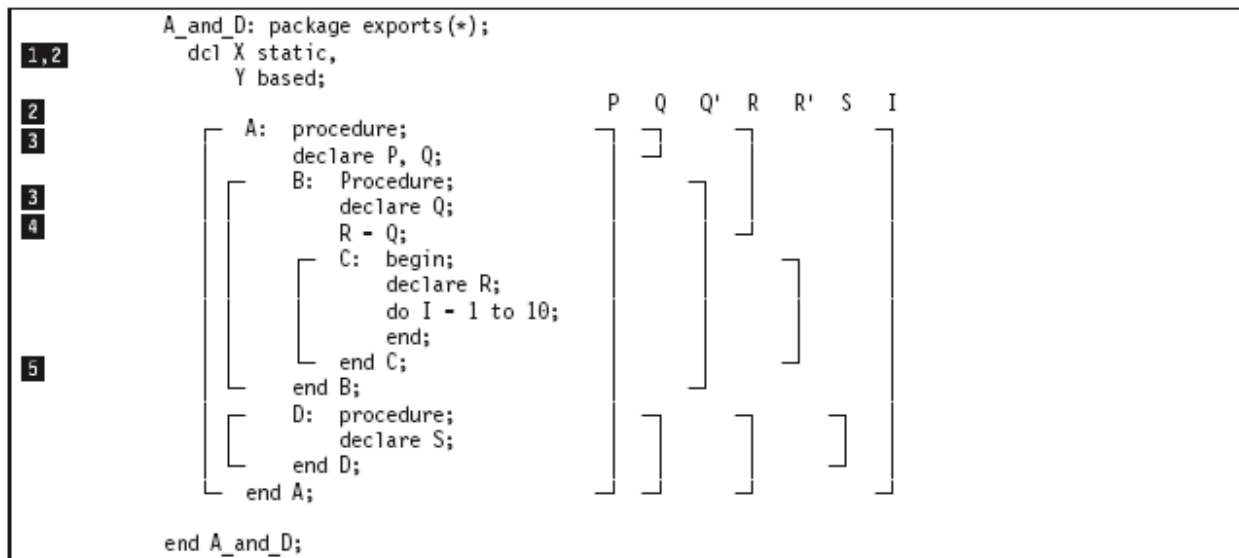 A_and_D: package exports(*);
1,2 dcl X static,
Y based;
2 P Q Q' R R' S I
A: procedure;
3 declare P, Q;
B: Procedure;
3 declare Q;
4 R = Q;
C: begin;
declare R;
do I = 1 to 10;
end;
5 end C;
end B;
D: procedure;
declare S;
end D;
end A;
end A_and_D;